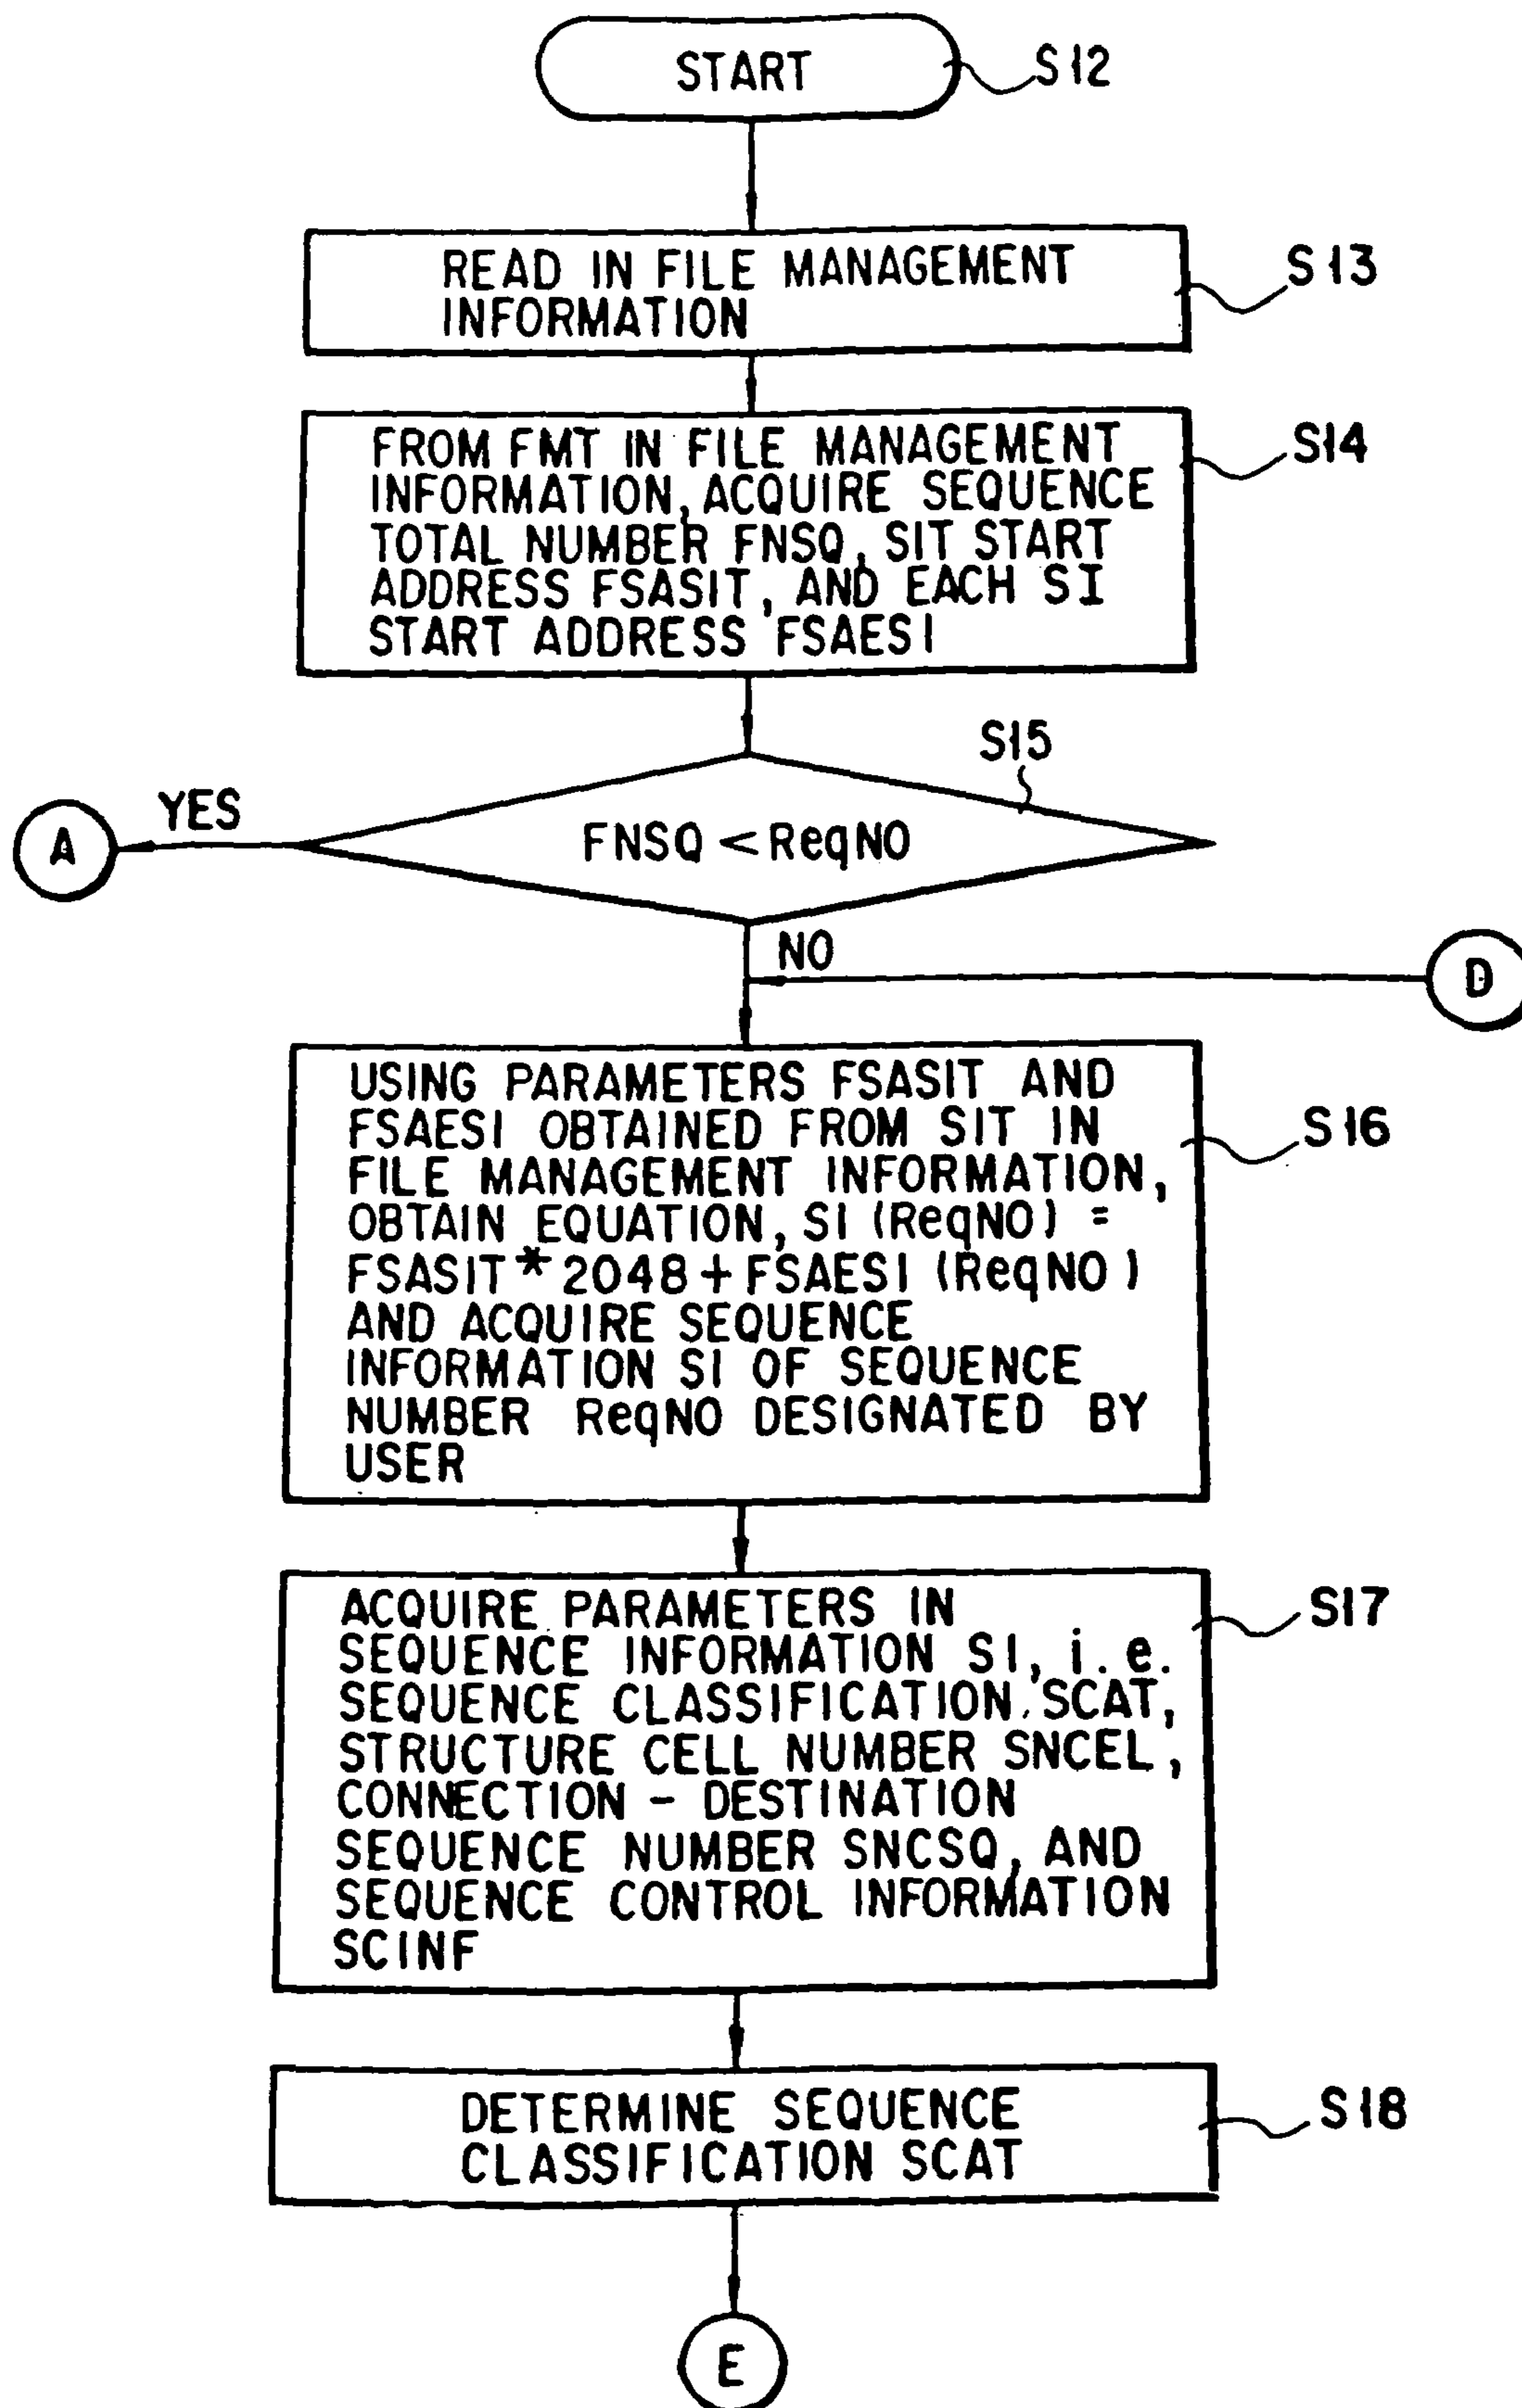 START
S12
READ IN FILE MANAGEMENT
INFORMATION
S13
FROM FMT IN FILE MANAGEMENT
INFORMATION, ACQUIRE SEQUENCE
TOTAL NUMBER FNSQ, SIT START
ADDRESS FSASIT, AND EACH SI
START ADDRESS FSAESI
S14
S15
YES
A
FNSQ < ReqNO
NO
D
USING PARAMETERS FSASIT AND
FSAESI OBTAINED FROM SIT IN
FILE MANAGEMENT INFORMATION,
OBTAIN EQUATION, SI (ReqNO) =
FSASIT * 2048 + FSAESI (ReqNO)
AND ACQUIRE SEQUENCE
INFORMATION SI OF SEQUENCE
NUMBER ReqNO DESIGNATED BY
USER
S16
ACQUIRE PARAMETERS IN
SEQUENCE INFORMATION SI, i.e.
SEQUENCE CLASSIFICATION SCAT,
STRUCTURE CELL NUMBER SNCEL,
CONNECTION - DESTINATION
SEQUENCE NUMBER SNCSQ, AND
SEQUENCE CONTROL INFORMATION
SCINF
S17
DETERMINE SEQUENCE
CLASSIFICATION SCAT
S18
E